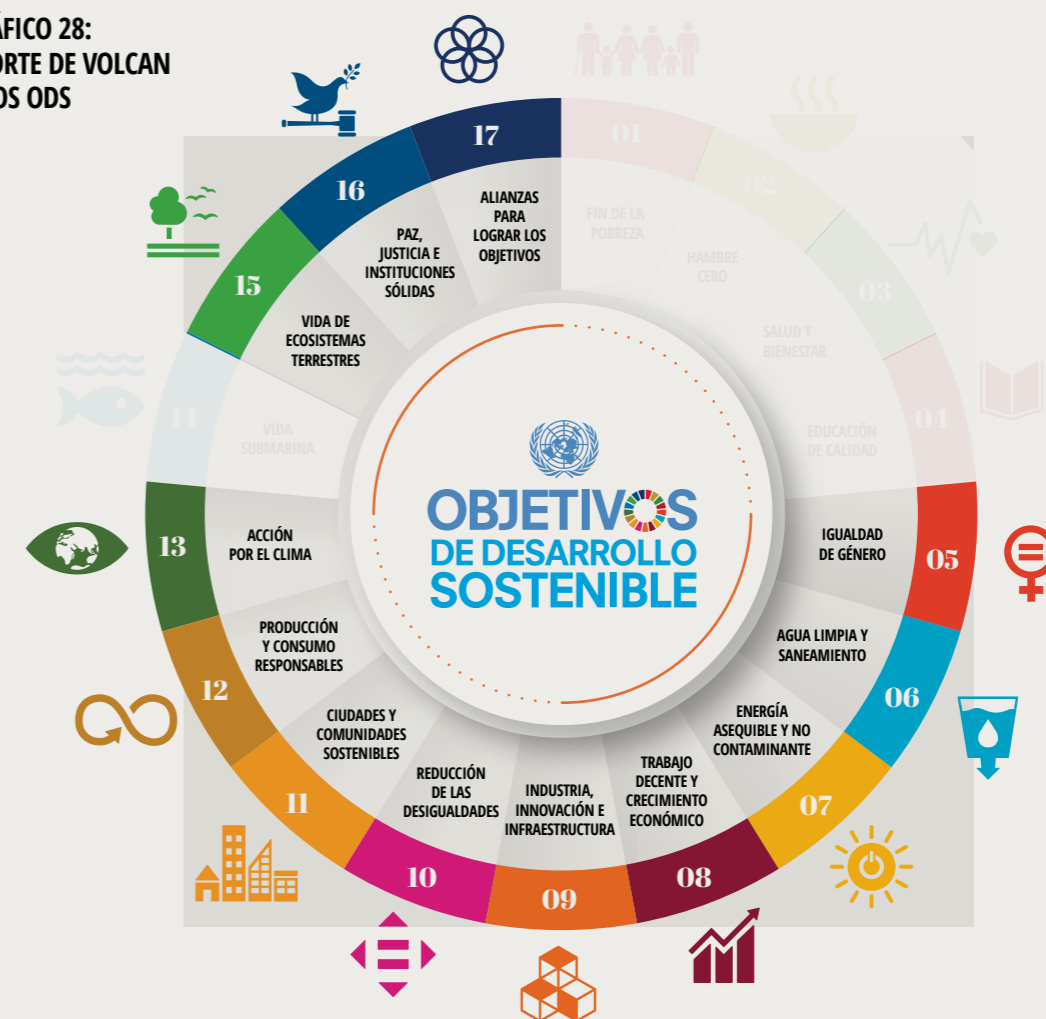 ÁFICO 28:
ORTE DE VOLCAN
OS ODS
17
ALIANZAS
PARA
LOGRAR LOS
OBJETIVOS
01
FIN DE LA
POBREZA
02
HAMBRE
CERO
03
SALUD Y
BIENESTAR
04
EDUCACIÓN
DE CALIDAD
05
IGUALDAD
DE GÉNERO
06
AGUA LIMPIA Y
SANEAMIENTO
07
ENERGÍA
ASEQUIBLE Y NO
CONTAMINANTE
08
TRABAJO
DECENTE Y
CRECIMIENTO
ECONÓMICO
09
INDUSTRIA,
INNOVACIÓN E
INFRAESTRUCTURA
10
REDUCCIÓN
DE LAS
DESIGUALDADES
11
CIUDADES Y
COMUNIDADES
SOSTENIBLES
12
PRODUCCIÓN
Y CONSUMO
RESPONSABLES
13
ACCIÓN
POR EL CLIMA
14
VIDA
SUBMARINA
15
VIDA DE
ECOSISTEMAS
TERRESTRES
16
PAZ,
JUSTICIA E
INSTITUCIONES
SÓLIDAS
OBJETIVOS
DE DESARROLLO
SOSTENIBLE